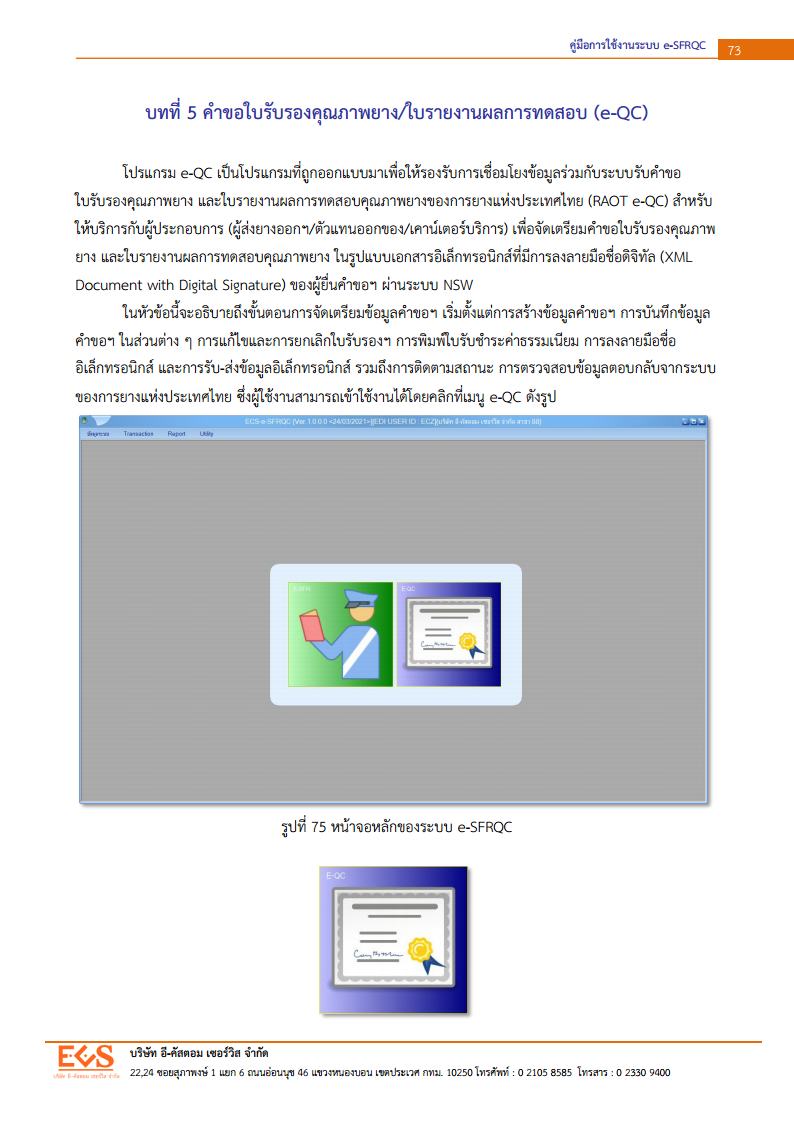 คู่มือการใช้งานระบบ e-SFRQC 73
บทที่ 5 คำขอใบรับรองคุณภาพยาง/ใบรายงานผลการทดสอบ (e-QC)
โปรแกรม e-QC เป็นโปรแกรมที่ถูกออกแบบมาเพื่อให้รองรับการเชื่อมโยงข้อมูลร่วมกับระบบรับคำขอ
ใบรับรองคุณภาพยาง และใบรายงานผลการทดสอบคุณภาพยางของการยางแห่งประเทศไทย (RAOT e-QC) สำหรับ
ให้บริการกับผู้ประกอบการ (ผู้ส่งยางออกฯ/ตัวแทนออกของ/เคาน์เตอร์บริการ) เพื่อจัดเตรียมคำขอใบรับรองคุณภาพ
ยาง และใบรายงานผลการทดสอบคุณภาพยาง ในรูปแบบเอกสารอิเล็กทรอนิกส์ที่มีการลงลายมือชื่อดิจิทัล (XML
Document with Digital Signature) ของผู้ยื่นคำขอฯ ผ่านระบบ NSW
ในหัวข้อนี้จะอธิบายถึงขั้นตอนการจัดเตรียมข้อมูลคำขอฯ เริ่มตั้งแต่การสร้างข้อมูลคำขอฯ การบันทึกข้อมูล
คำขอฯ ในส่วนต่าง ๆ การแก้ไขและการยกเลิกใบรับรองฯ การพิมพ์ใบรับชำระค่าธรรมเนียม การลงลายมือชื่อ
อิเล็กทรอนิกส์ และการรับ-ส่งข้อมูลอิเล็กทรอนิกส์ รวมถึงการติดตามสถานะ การตรวจสอบข้อมูลตอบกลับจากระบบ
ของการยางแห่งประเทศไทย ซึ่งผู้ใช้งานสามารถเข้าใช้งานได้โดยคลิกที่เมนู e-QC ดังรูป
ECS-e-SFRQC (Ver.1.0.0.0 <24/03/2021>)[EDI USER ID : ECZ](บริษัท อี-คัสตอม เซอร์วิส จำกัด สาขา 88)
Transaction Report Utility
E-QC
รูปที่ 75 หน้าจอหลักของระบบ e-SFRQC
E-QC
ECS
บริษัท อี-คัสตอม เซอร์วิส จำกัด
บริษัท อี-คัสตอม เซอร์วิส จำกัด
22,24 ซอยสุภาพงษ์ 1 แยก 6 ถนนอ่อนนุช 46 แขวงหนองบอน เขตประเวศ กทม. 10250 โทรศัพท์ : 0 2105 8585 โทรสาร : 0 2330 9400